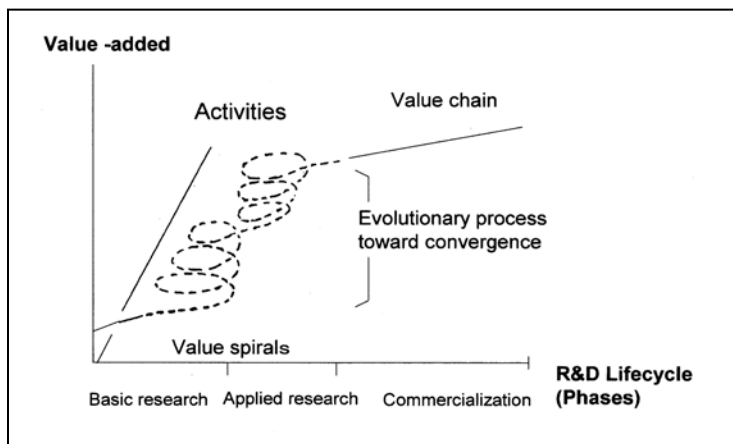 Value -added
Activities
Value chain
Evolutionary process
toward convergence
Value spirals
R&D Lifecycle
(Phases)
Basic research
Applied research
Commercialization